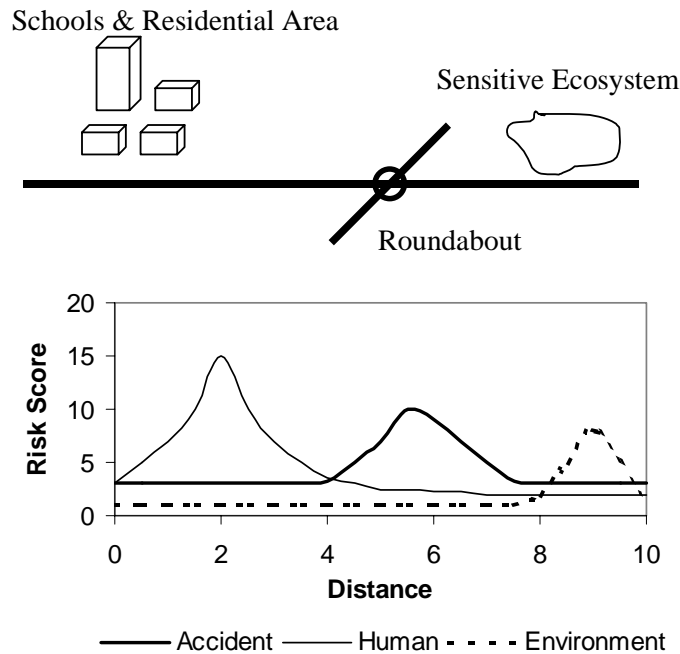 Schools & Residential Area
Sensitive Ecosystem
Roundabout
20
15
10
5
0
Risk Score
0 2 4 6 8 10
Distance
Accident Human Environment